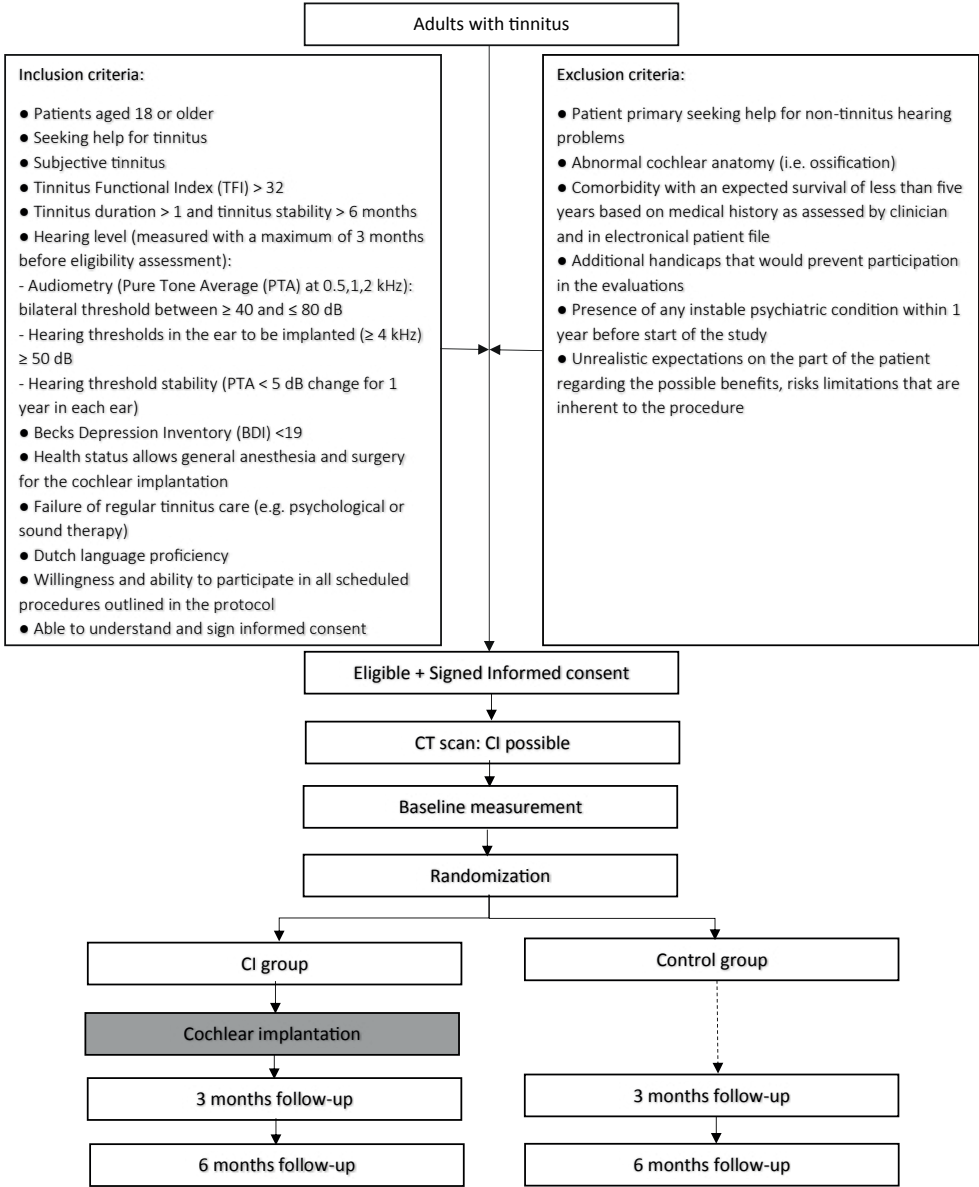 Adults with tinnitus
Inclusion criteria:
● Patients aged 18 or older
● Seeking help for tinnitus
● Subjective tinnitus
● Tinnitus Functional Index (TFI) > 32
● Tinnitus duration > 1 and tinnitus stability > 6 months
● Hearing level (measured with a maximum of 3 months
before eligibility assessment):
- Audiometry (Pure Tone Average (PTA) at 0.5,1,2 kHz):
bilateral threshold between ≥ 40 and ≤ 80 dB
- Hearing thresholds in the ear to be implanted (≥ 4 kHz)
≥ 50 dB
- Hearing threshold stability (PTA < 5 dB change for 1
year in each ear)
● Becks Depression Inventory (BDI) <19
● Health status allows general anesthesia and surgery
for the cochlear implantation
● Failure of regular tinnitus care (e.g. psychological or
sound therapy)
● Dutch language proficiency
● Willingness and ability to participate in all scheduled
procedures outlined in the protocol
● Able to understand and sign informed consent
Exclusion criteria:
● Patient primary seeking help for non-tinnitus hearing
problems
● Abnormal cochlear anatomy (i.e. ossification)
● Comorbidity with an expected survival of less than five
years based on medical history as assessed by clinician
and in electronical patient file
● Additional handicaps that would prevent participation
in the evaluations
● Presence of any instable psychiatric condition within 1
year before start of the study
● Unrealistic expectations on the part of the patient
regarding the possible benefits, risks limitations that are
inherent to the procedure
Eligible + Signed Informed consent
CT scan: CI possible
Baseline measurement
Randomization
CI group
Control group
Cochlear implantation
3 months follow-up
3 months follow-up
6 months follow-up
6 months follow-up